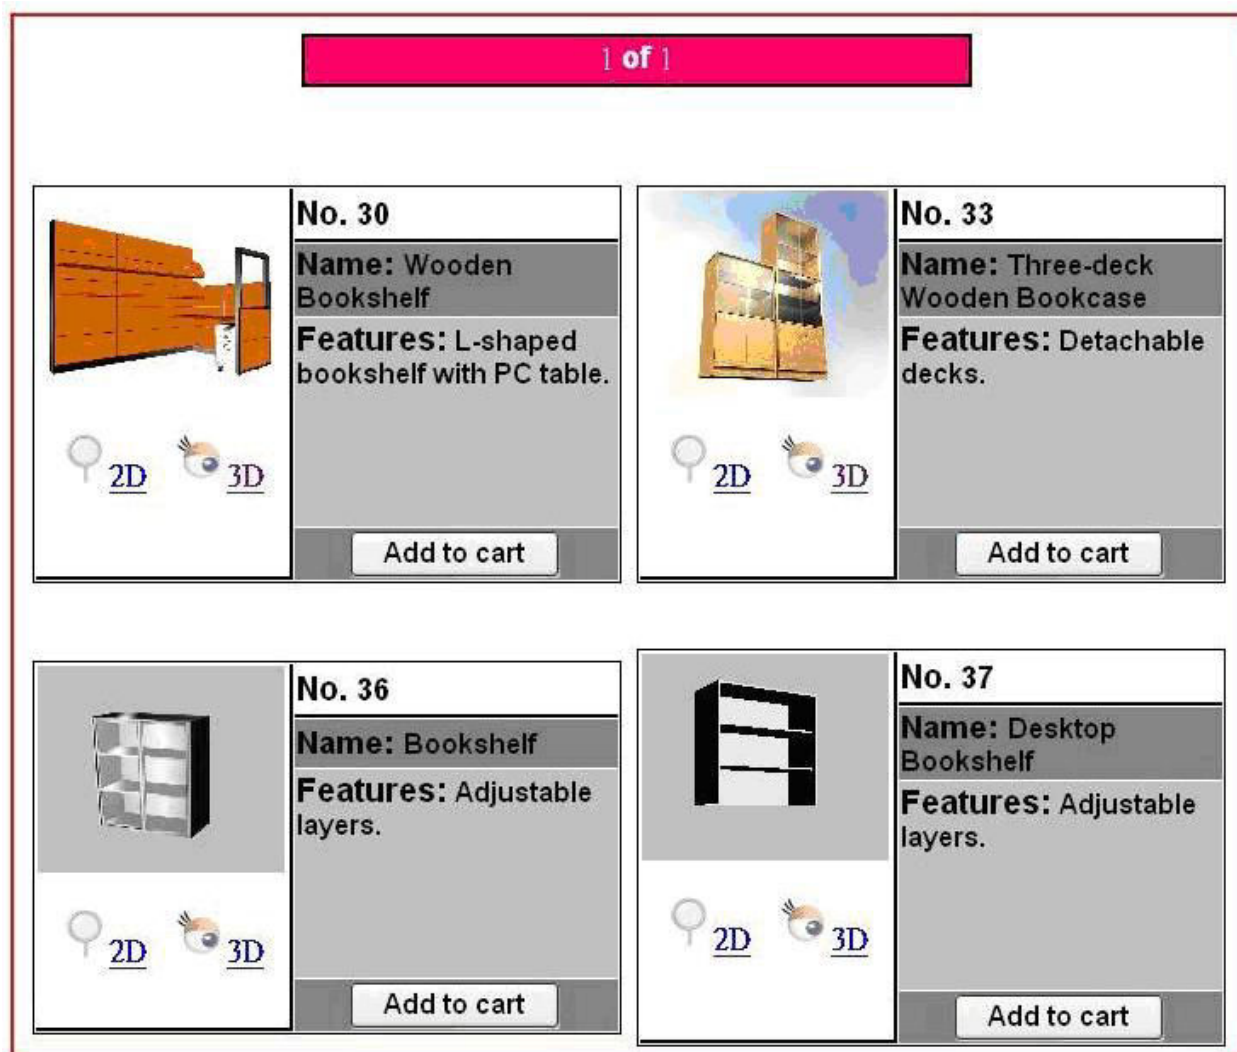 1 of 1
No. 30
Name: Wooden
Bookshelf
Features: L-shaped
bookshelf with PC table.
2D 3D
Add to cart
No. 33
Name: Three-deck
Wooden Bookcase
Features: Detachable
decks.
2D 3D
Add to cart
No. 36
Name: Bookshelf
Features: Adjustable
layers.
2D 3D
Add to cart
No. 37
Name: Desktop
Bookshelf
Features: Adjustable
layers.
2D 3D
Add to cart